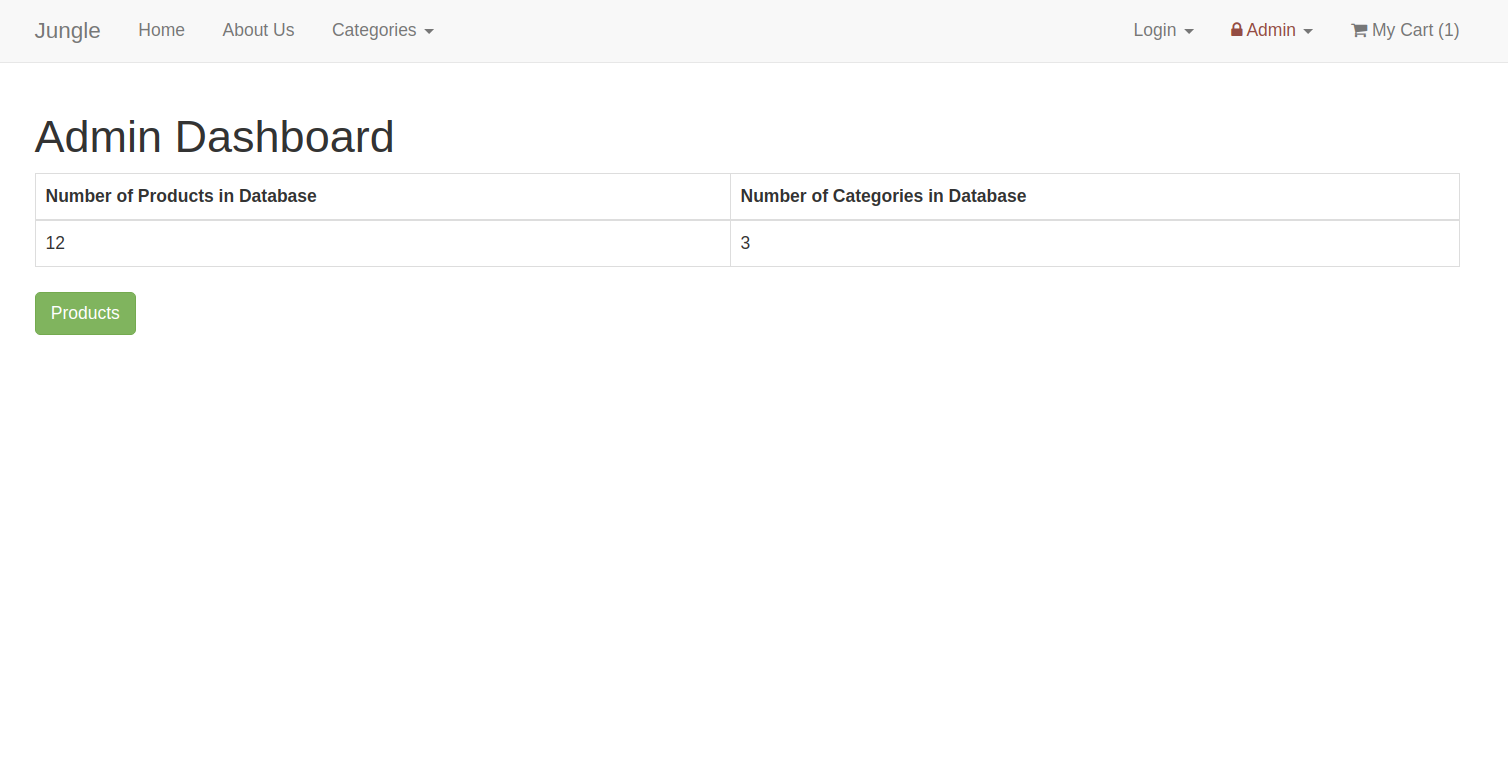 Jungle Home About Us Categories Login Admin My Cart (1)
Admin Dashboard
Number of Products in Database Number of Categories in Database
12 3
Products